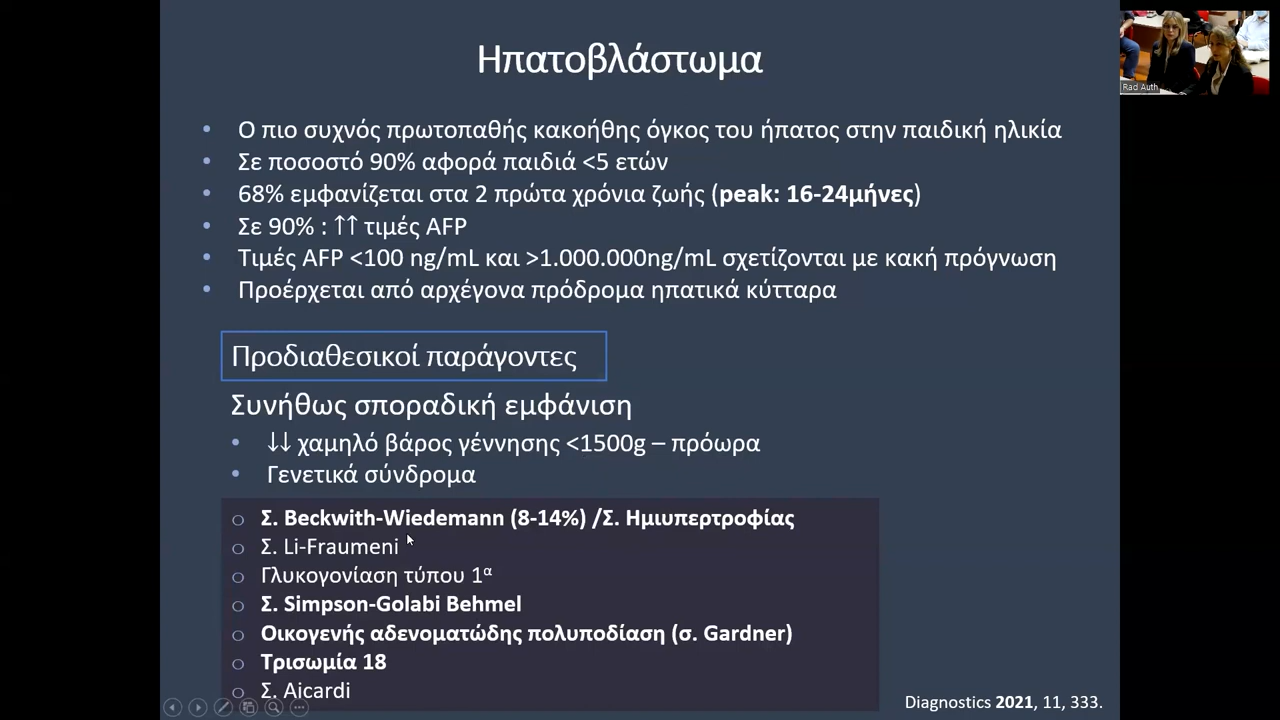 Ηπατοβλάστωμα
Rad Auth
• Ο πιο συχνός πρωτοπαθής κακοήθης όγκος του ήπατος στην παιδική ηλικία
• Σε ποσοστό 90% αφορά παιδιά <5 ετών
• 68% εμφανίζεται στα 2 πρώτα χρόνια ζωής (peak: 16-24μήνες)
• Σε 90% : ↑↑ τιμές AFP
• Τιμές AFP <100 ng/mL και >1.000.000ng/mL σχετίζονται με κακή πρόγνωση
• Προέρχεται από αρχέγονα πρόδρομα ηπατικά κύτταρα
Προδιαθεσικοί παράγοντες
Συνήθως σποραδική εμφάνιση
• ↓↓ χαμηλό βάρος γέννησης <1500g – πρόωρα
• Γενετικά σύνδρομα
o Σ. Beckwith-Wiedemann (8-14%) /Σ. Ημιυπερτροφίας
o Σ. Li-Fraumeni
o Γλυκογονίαση τύπου 1α
o Σ. Simpson-Golabi Behmel
o Οικογενής αδενοματώδης πολυποδίαση (σ. Gardner)
o Τρισωμία 18
o Σ. Aicardi
Diagnostics 2021, 11, 333.